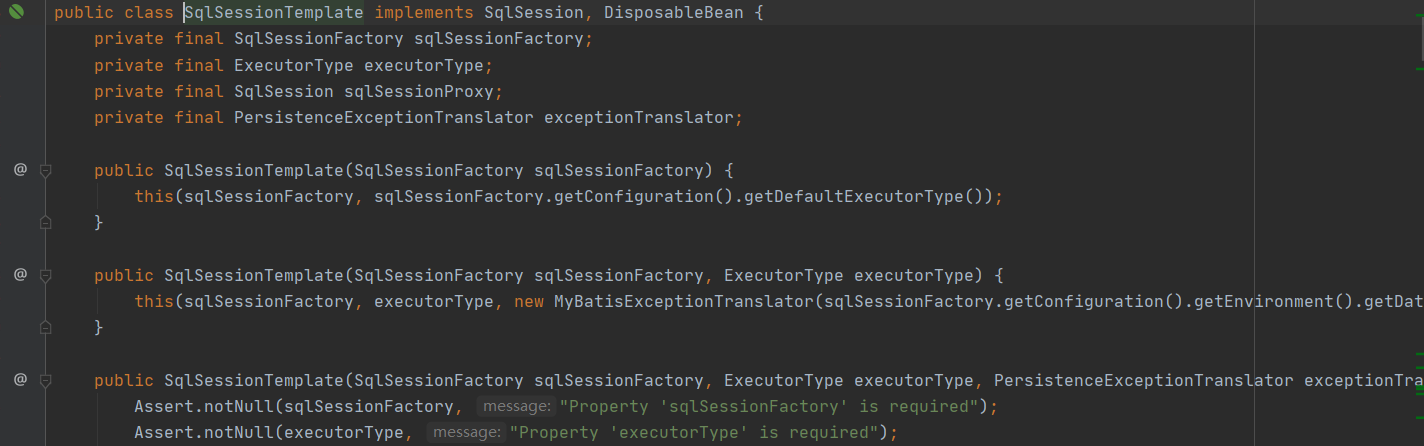 public class SqlSessionTemplate implements SqlSession, DisposableBean {
private final SqlSessionFactory sqlSessionFactory;
private final ExecutorType executorType;
private final SqlSession sqlSessionProxy;
private final PersistenceExceptionTranslator exceptionTranslator;
@ public SqlSessionTemplate(SqlSessionFactory sqlSessionFactory) {
this(sqlSessionFactory, sqlSessionFactory.getConfiguration().getDefaultExecutorType());
}
@ public SqlSessionTemplate(SqlSessionFactory sqlSessionFactory, ExecutorType executorType) {
this(sqlSessionFactory, executorType, new MyBatisExceptionTranslator(sqlSessionFactory.getConfiguration().getEnvironment().getDat
}
@ public SqlSessionTemplate(SqlSessionFactory sqlSessionFactory, ExecutorType executorType, PersistenceExceptionTranslator exceptionTra
Assert.notNull(sqlSessionFactory, message: "Property 'sqlSessionFactory' is required");
Assert.notNull(executorType, message: "Property 'executorType' is required");